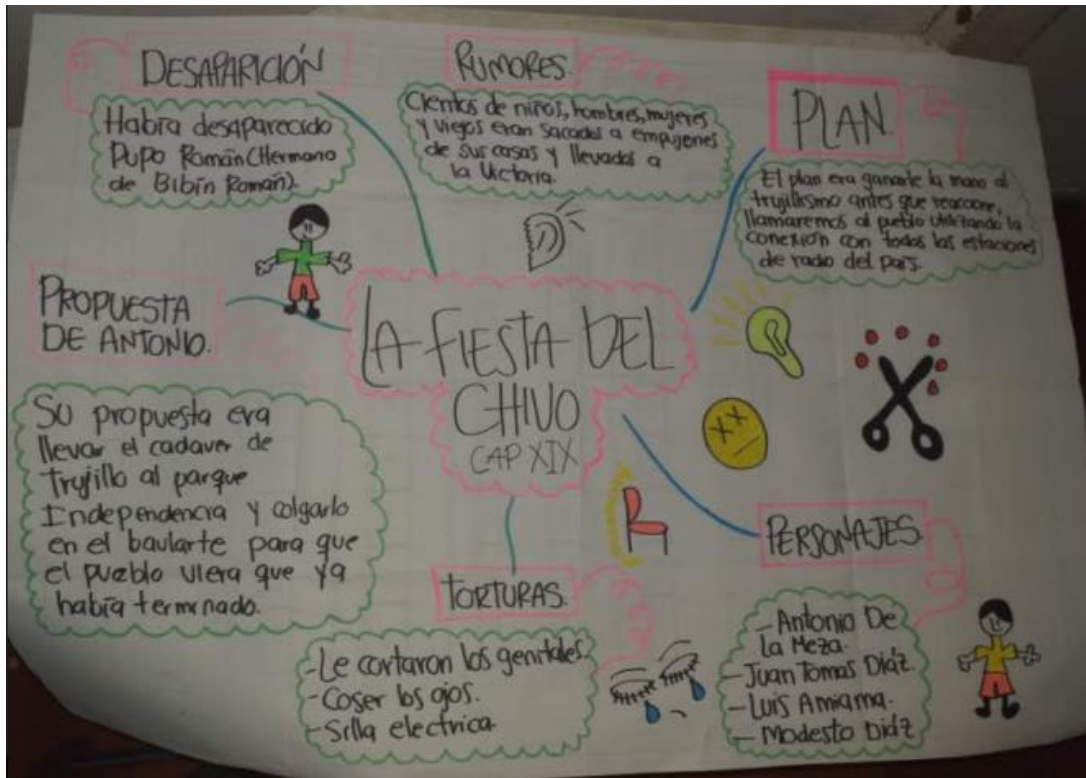 DESAPARICIÓN
Había desaparecido
Pupo Román (Hermano
de Bibín Román).
RUMORES.
Cientos de niños, hombres, mujeres
y viejos eran sacados a empujones
de sus casas y llevados a
la Victoria.
PLAN.
El plan era ganarle la mano al
trujillismo antes que reaccione,
llamaremos al pueblo utilizando la
conexión con todas las estaciones
de radio del país.
PROPUESTA
DE ANTONIO.
Su propuesta era
llevar el cadaver de
Trujillo al parque
Independencia y colgarlo
en el baularte para que
el pueblo viera que ya
había terminado.
LA FIESTA DEL
CHIVO
CAP XIX
TORTURAS.
-Le cortaron los genitales.
-Coser los ojos.
-Silla electrica
PERSONAJES.
- Antonio De
la Meza.
- Juan Tomas Diáz.
- Luis Amiama.
- Modesto Diáz